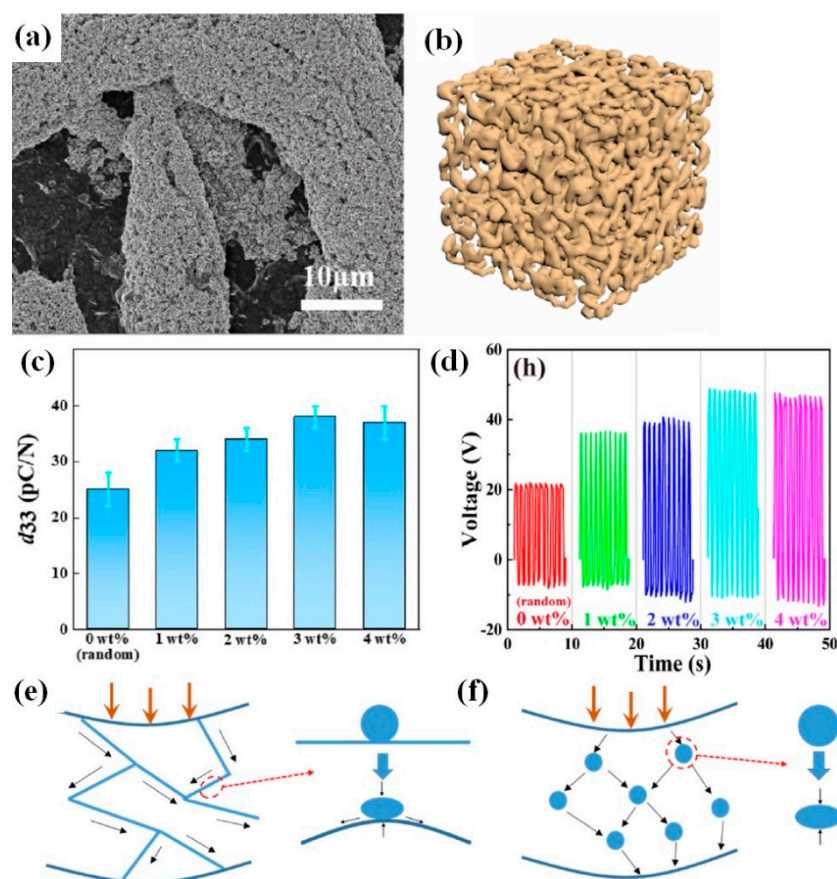 (a)
10μm
(b)
(c)
d33 (pC/N)
40
30
30
30
0
0 wt%
(random)
1 wt%
2 wt%
3 wt%
4 wt%
(d)
(h)
Voltage (V)
60
40
20
0
-20
(random)
0 wt%
1 wt%
2 wt%
3 wt%
4 wt%
0
10
20
30
40
50
Time (s)
(e)
(f)